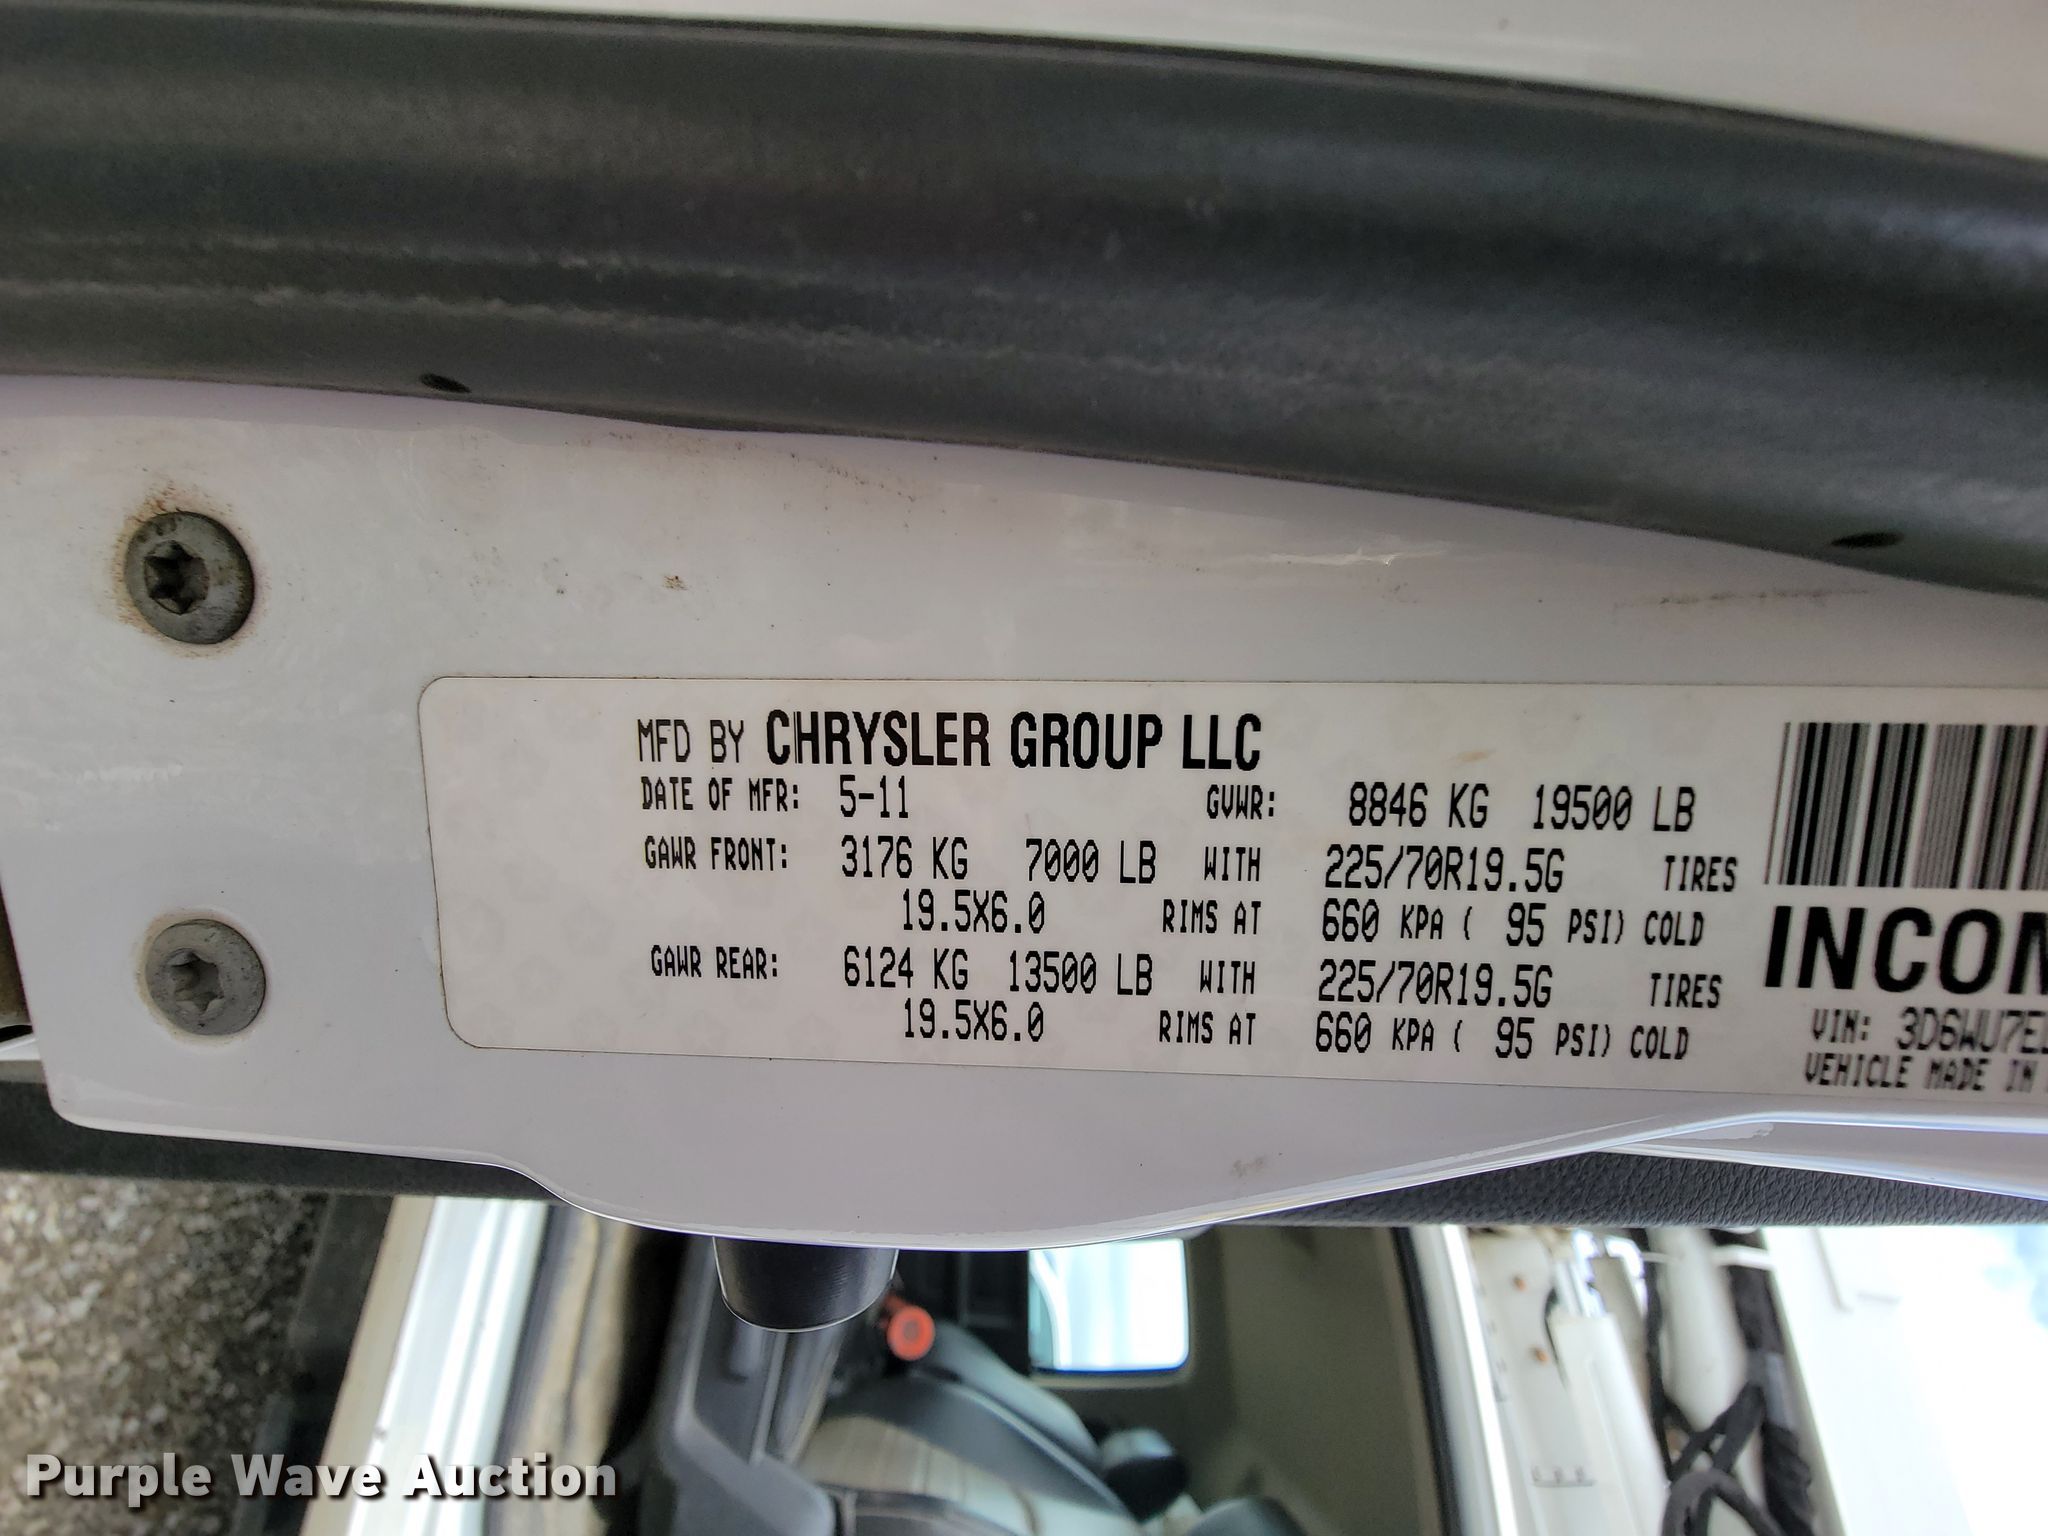 MFD BY CHRYSLER GROUP LLC
DATE OF MFR: 5-11 GVWR: 8846 KG 19500 LB
GAWR FRONT: 3176 KG 7000 LB WITH 225/70R19.5G TIRES
19.5X6.0 RIMS AT 660 KPA ( 95 PSI) COLD
GAWR REAR: 6124 KG 13500 LB WITH 225/70R19.5G TIRES
19.5X6.0 RIMS AT 660 KPA ( 95 PSI) COLD
INCOM
VIN: 3D6WU7EL
VEHICLE MADE IN
Purple Wave Auction